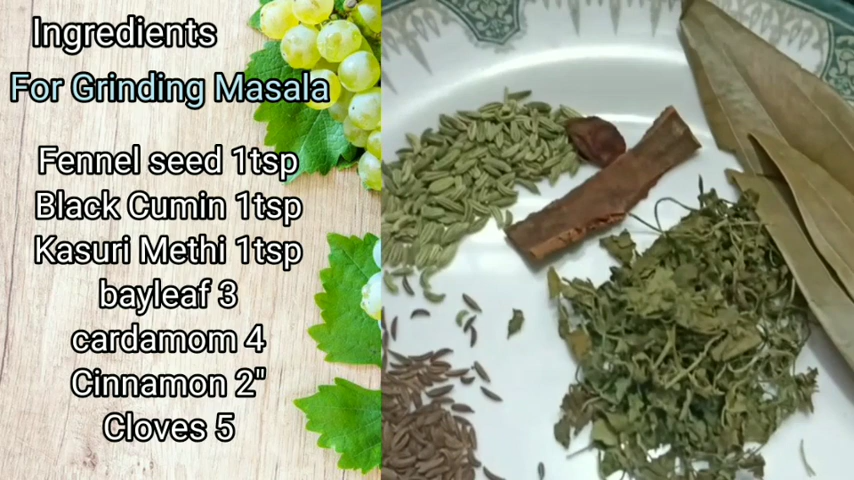 Ingredients
For Grinding Masala
Fennel seed 1tsp
Black Cumin 1tsp
Kasuri Methi 1tsp
bayleaf 3
cardamom 4
Cinnamon 2"
Cloves 5